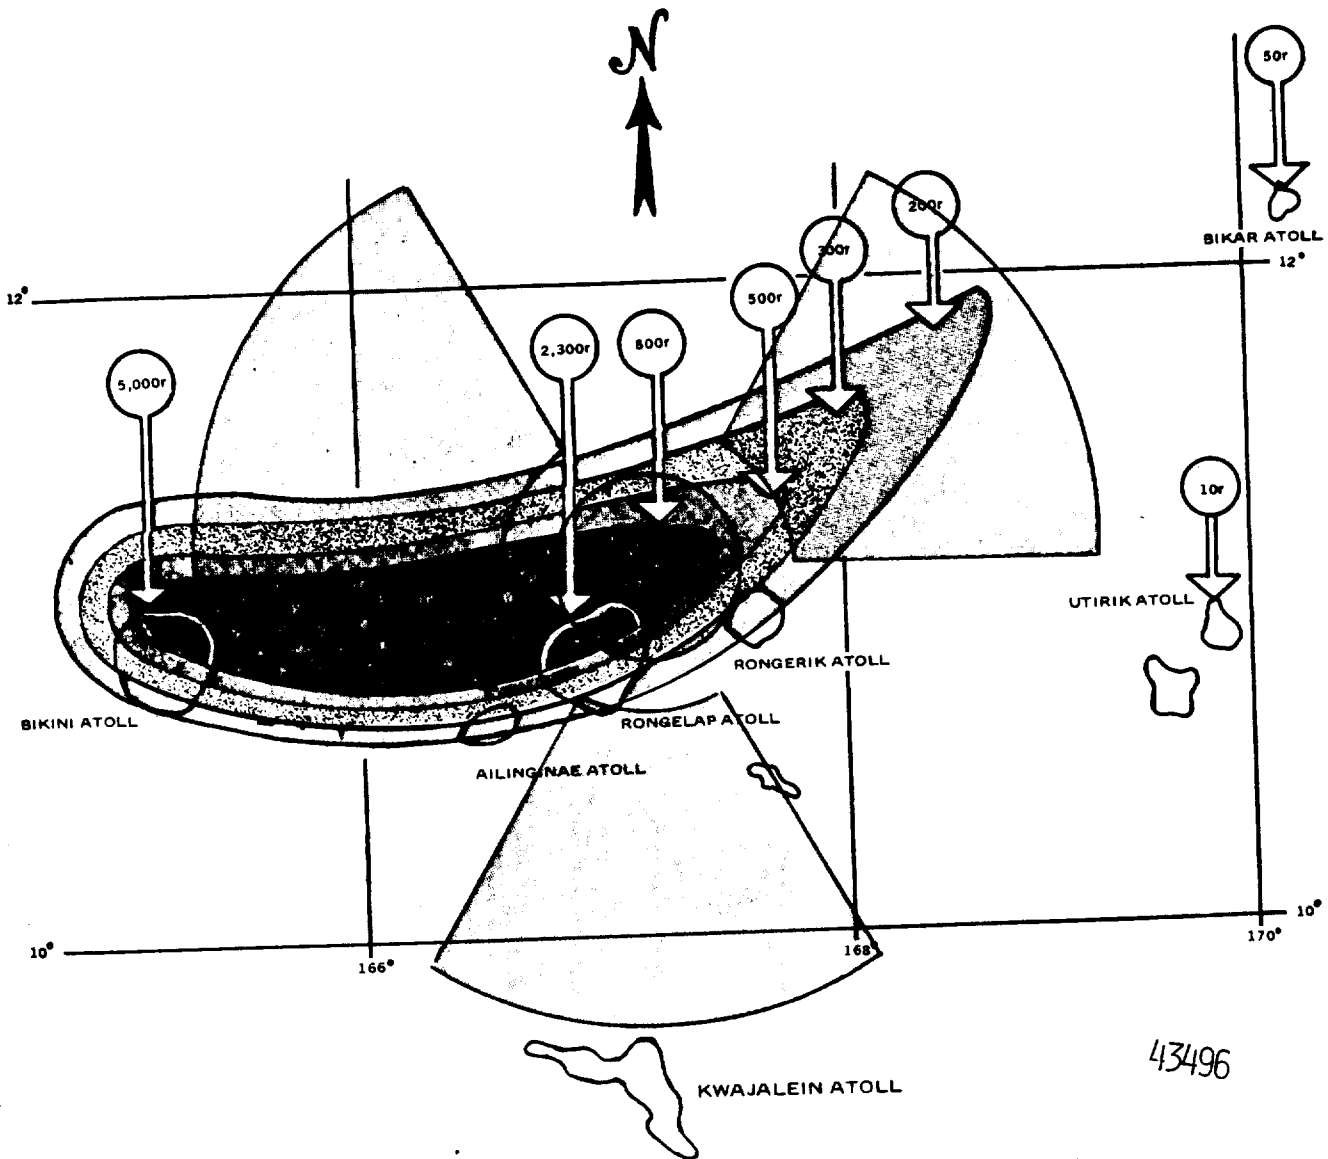 N
50r
BIKAR ATOLL
200r
300r
12°
12°
500r
2,300r
800r
5,000r
10r
UTIRIK ATOLL
RONGERIK ATOLL
BIKINI ATOLL
RONGELAP ATOLL
AILINGINAE ATOLL
10°
10°
166°
168
170°
43496
KWAJALEIN ATOLL